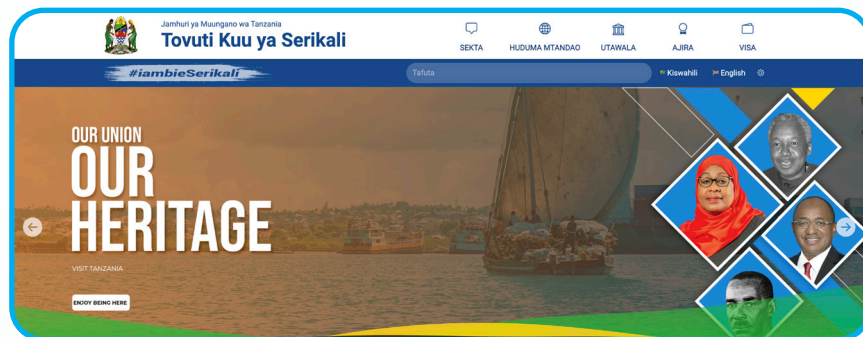 Jamhuri ya Muungano wa Tanzania
Tovuti Kuu ya Serikali
SEKTA
HUDUMA MTANDAO
UTAWALA
AJIRA
VISA
#iambieSerikali
Tafuta
Kiswahili
English
OUR UNION
OUR
HERITAGE
VISIT TANZANIA
ENJOY BEING HERE